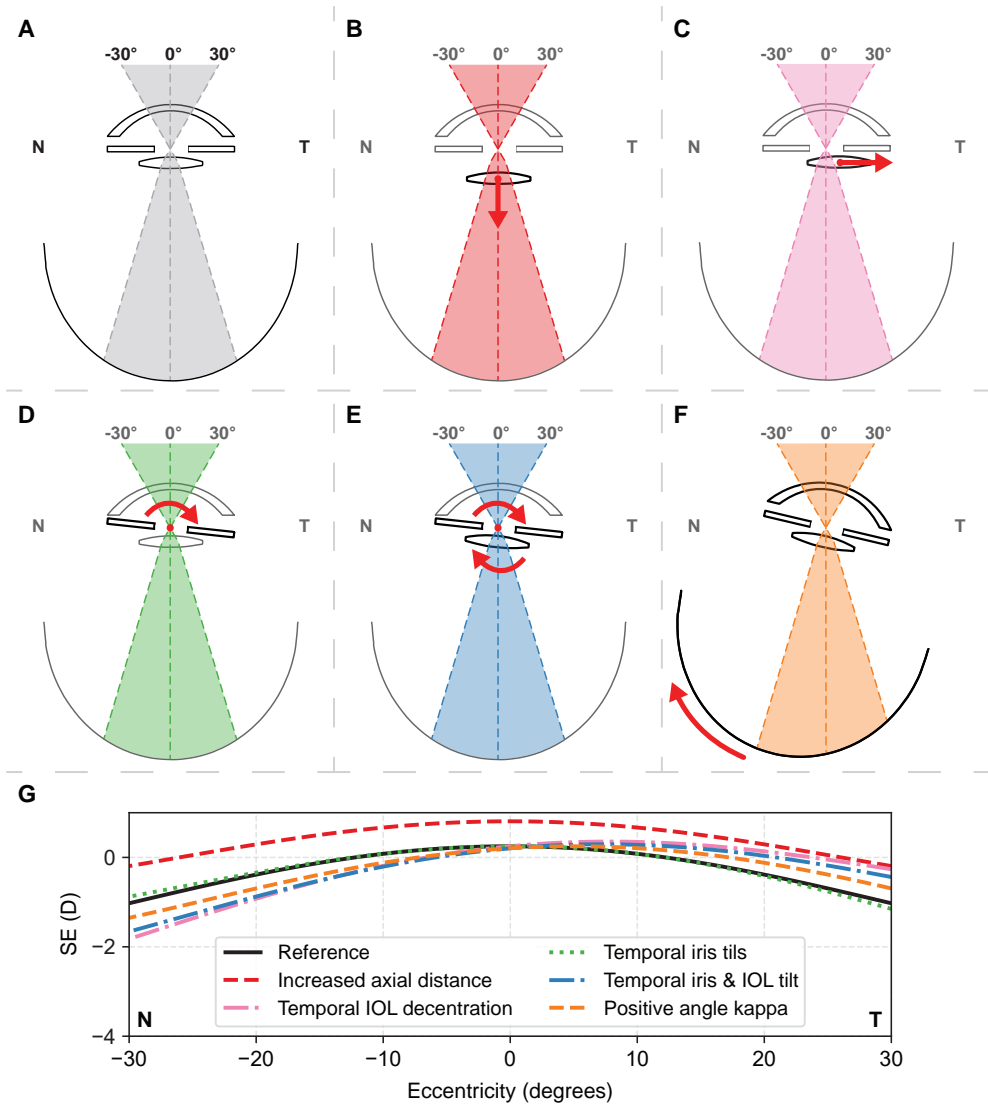 A
B
C
-30° 0° 30°
-30° 0° 30°
-30° 0° 30°
N T
N T
N T
D
E
F
-30° 0° 30°
-30° 0° 30°
-30° 0° 30°
N T
N T
N T
G
0
−2
−4
SE (D)
Reference
Increased axial distance
Temporal IOL decentration
Temporal iris tils
Temporal iris & IOL tilt
Positive angle kappa
N T
−30 −20 −10 0 10 20 30
Eccentricity (degrees)